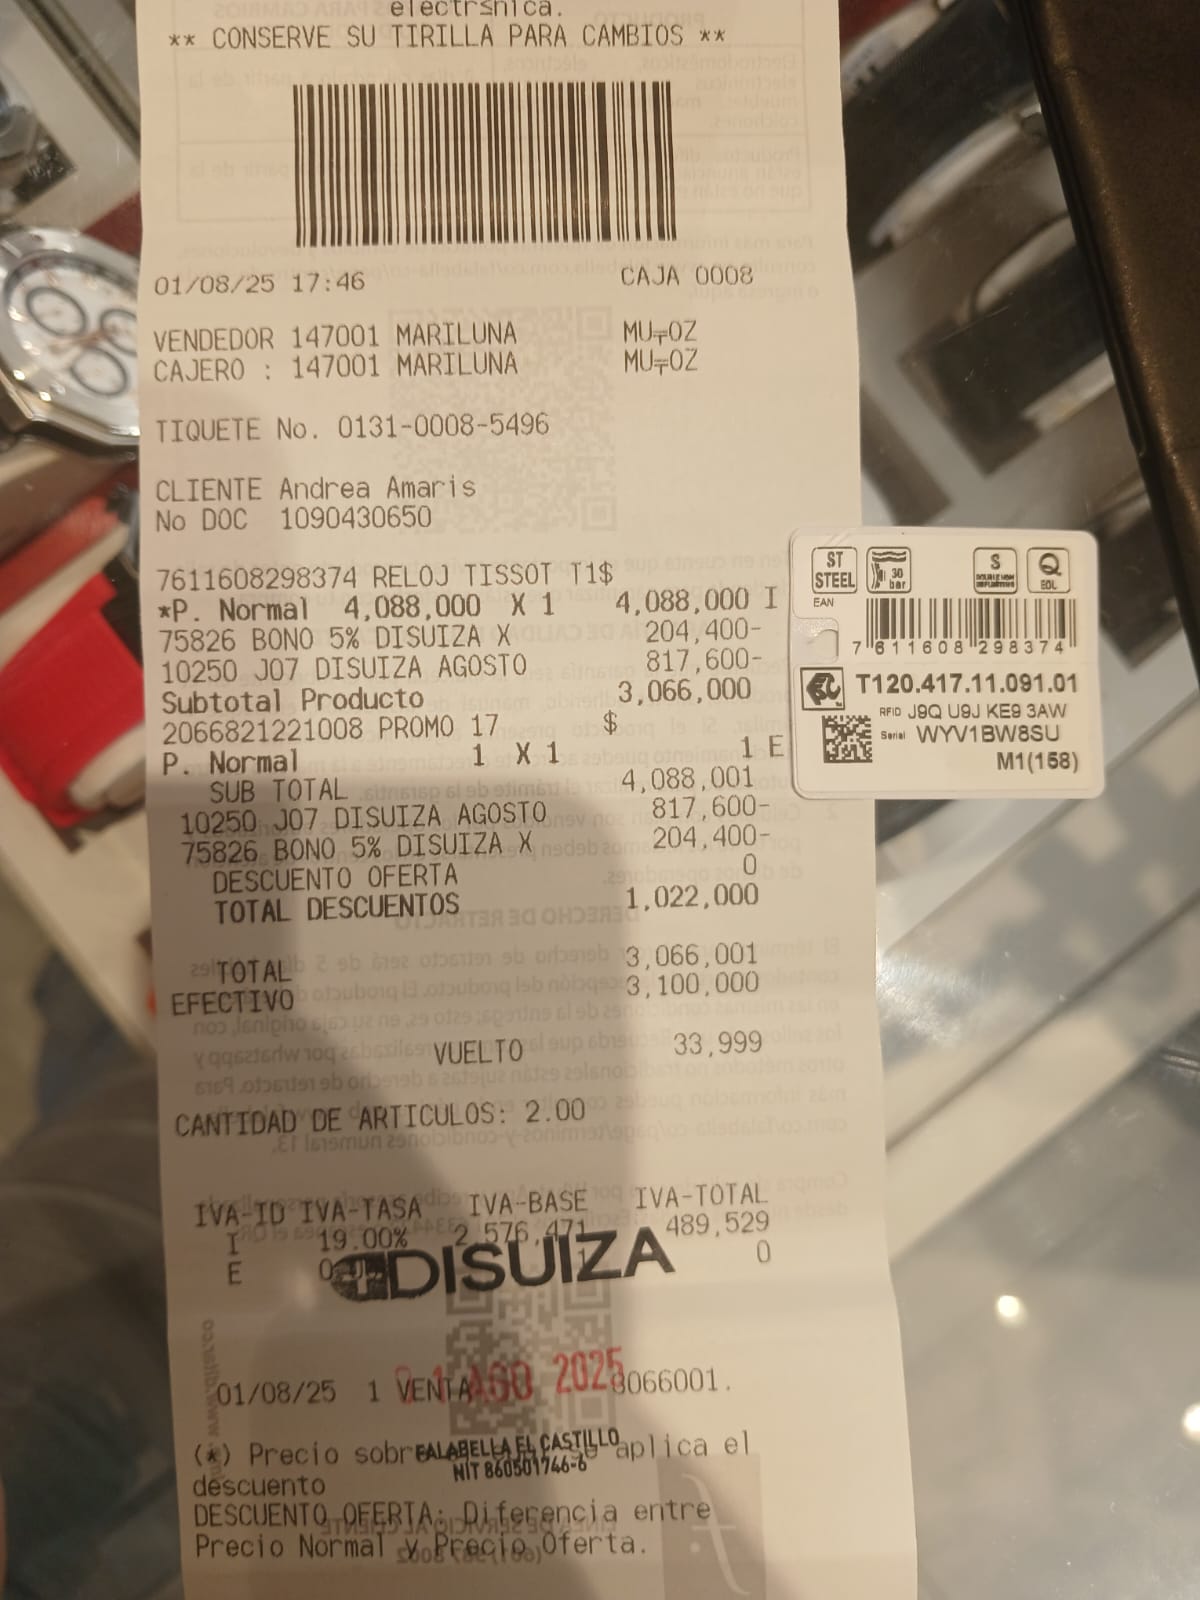 electrsnica.
** CONSERVE SU TIRILLA PARA CAMBIOS **
01/08/25 17:46 CAJA 0008
VENDEDOR 147001 MARILUNA MU╤OZ
CAJERO : 147001 MARILUNA MU╤OZ
TIQUETE No. 0131-0008-5496
CLIENTE Andrea Amaris
No DOC 1090430650
7611608298374 RELOJ TISSOT T1$
*P. Normal 4,088,000 X 1 4,088,000 I
75826 BONO 5% DISUIZA X 204,400-
10250 J07 DISUIZA AGOSTO 817,600-
Subtotal Producto 3,066,000
2066821221008 PROMO 17 $
P. Normal 1 X 1 1 E
SUB TOTAL 4,088,001
10250 J07 DISUIZA AGOSTO 817,600-
75826 BONO 5% DISUIZA X 204,400-
DESCUENTO OFERTA 0
TOTAL DESCUENTOS 1,022,000
TOTAL 3,066,001
EFECTIVO 3,100,000
VUELTO 33,999
CANTIDAD DE ARTICULOS: 2.00
IVA-ID IVA-TASA IVA-BASE IVA-TOTAL
I 19.00% 2,576,471 489,529
E 0
DISUIZA
01/08/25 1 VENTA 3066001.
01 AGO 2025
FALABELLA EL CASTILLO
NIT 860501746-6
(*) Precio sobre aplica el
descuento
DESCUENTO OFERTA: Diferencia entre
Precio Normal y Precio Oferta.
ST
STEEL
30
bar
S
Q
EOL
EAN
7 611608 298374
T120.417.11.091.01
RFID J9Q U9J KE9 3AW
Serial WYV1BW8SU
M1(158)